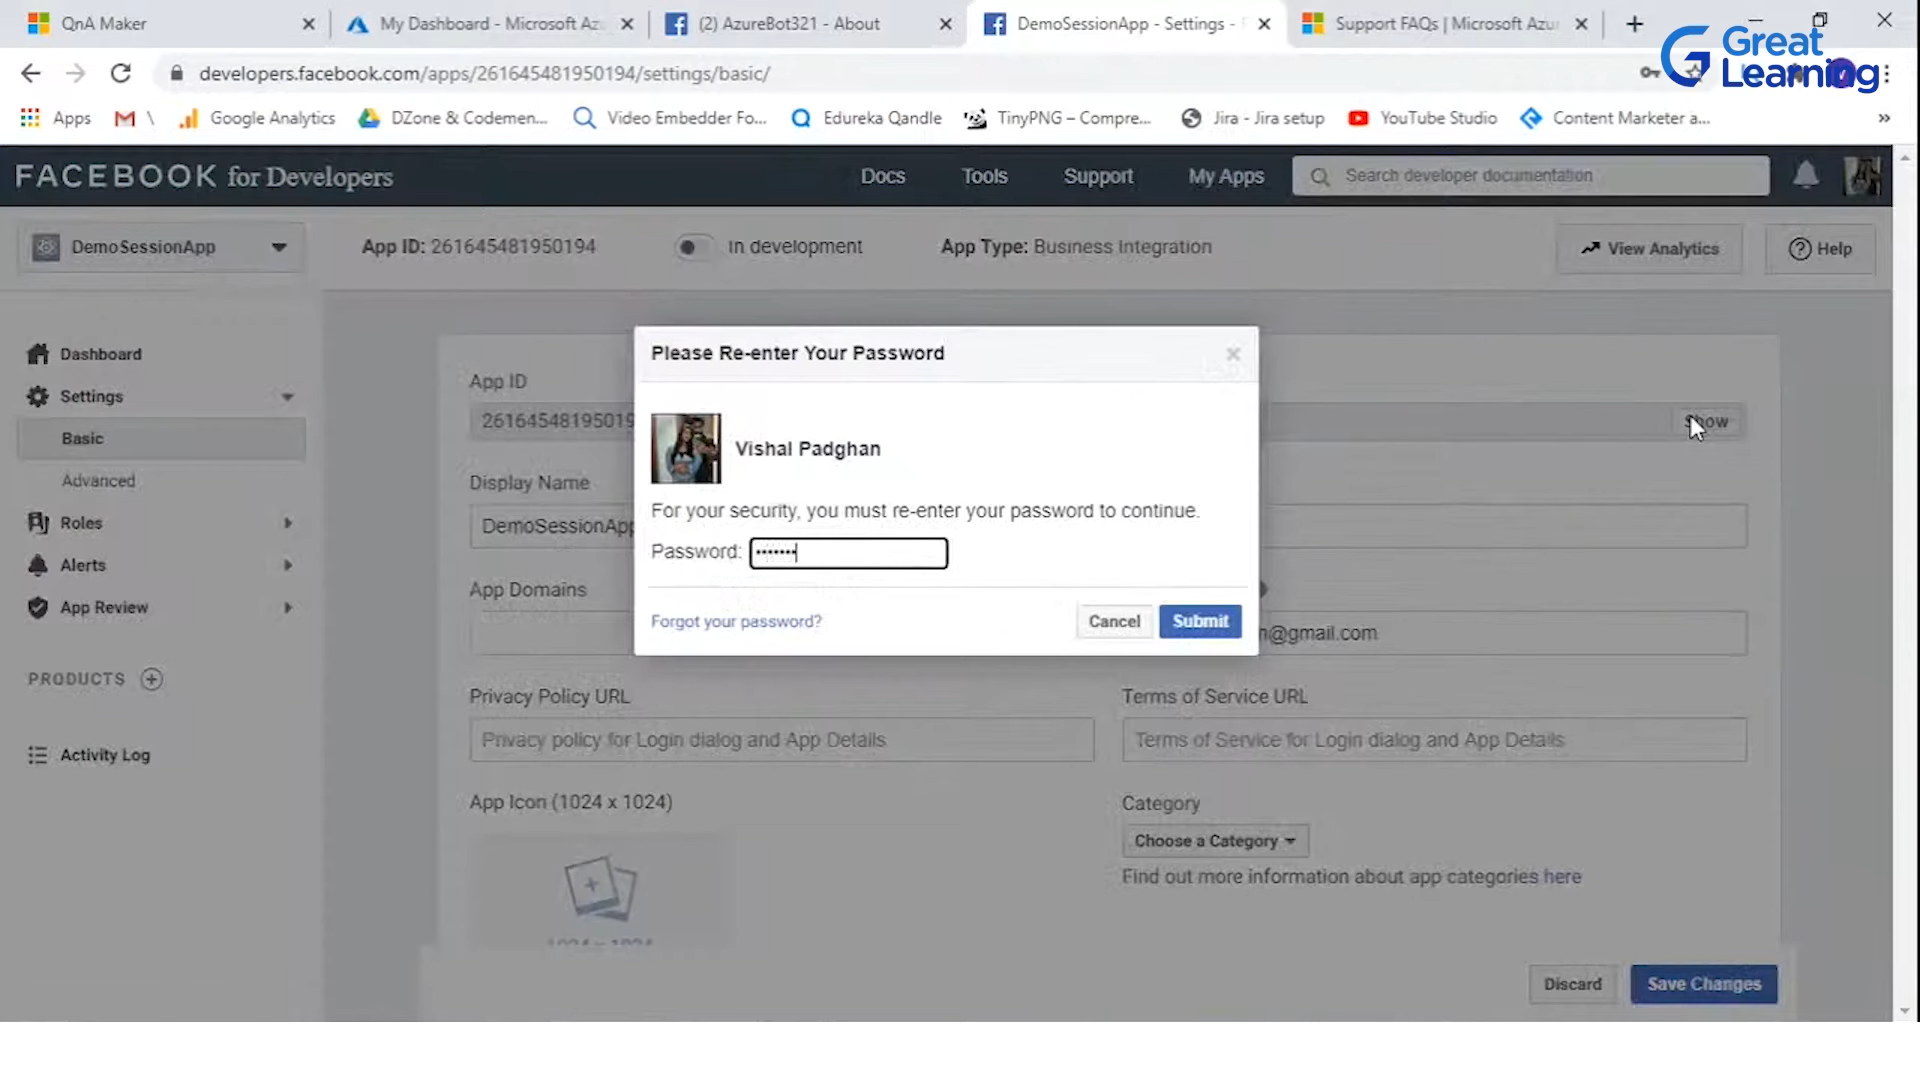 QnA Maker
My Dashboard - Microsoft Az
(2) AzureBot321 - About
DemoSessionApp - Settings -
Support FAQs | Microsoft Azu
Great Learning
developers.facebook.com/apps/261645481950194/settings/basic/
Apps
\
Google Analytics
DZone & Codemen...
Video Embedder Fo...
Edureka Qandle
TinyPNG – Compre...
Jira - Jira setup
YouTube Studio
Content Marketer a...
»
FACEBOOK for Developers
Docs
Tools
Support
My Apps
Search developer documentation
DemoSessionApp
App ID: 261645481950194
In development
App Type: Business Integration
View Analytics
Help
Dashboard
Settings
Basic
Advanced
Roles
Alerts
App Review
PRODUCTS
Activity Log
App ID
26164548195019
Show
Display Name
DemoSessionApp
App Domains
n@gmail.com
Please Re-enter Your Password
Vishal Padghan
For your security, you must re-enter your password to continue.
Password: •••••••
Forgot your password?
Cancel
Submit
Privacy Policy URL
Privacy policy for Login dialog and App Details
Terms of Service URL
Terms of Service for Login dialog and App Details
App Icon (1024 x 1024)
1024 x 1024
Category
Choose a Category
Find out more information about app categories here
Discard
Save Changes